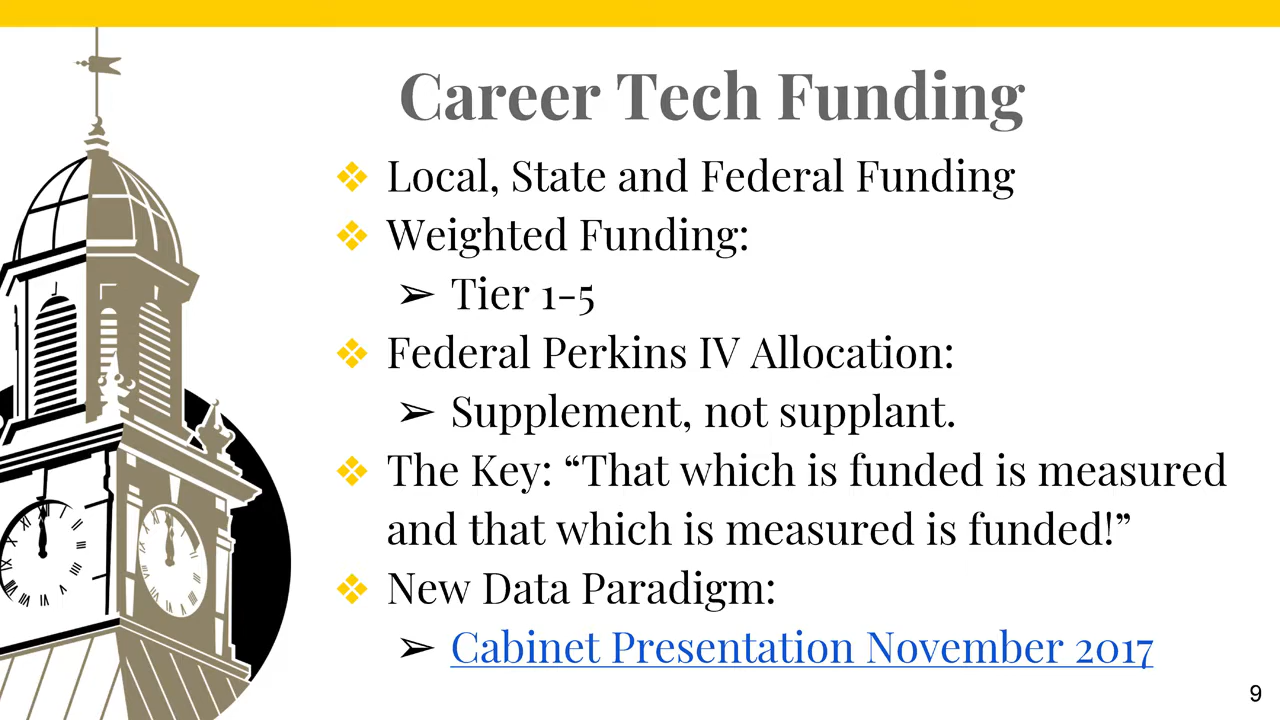 Career Tech Funding
❖ Local, State and Federal Funding
❖ Weighted Funding:
➢ Tier 1-5
❖ Federal Perkins IV Allocation:
➢ Supplement, not supplant.
❖ The Key: “That which is funded is measured
and that which is measured is funded!”
❖ New Data Paradigm:
➢ Cabinet Presentation November 2017
9